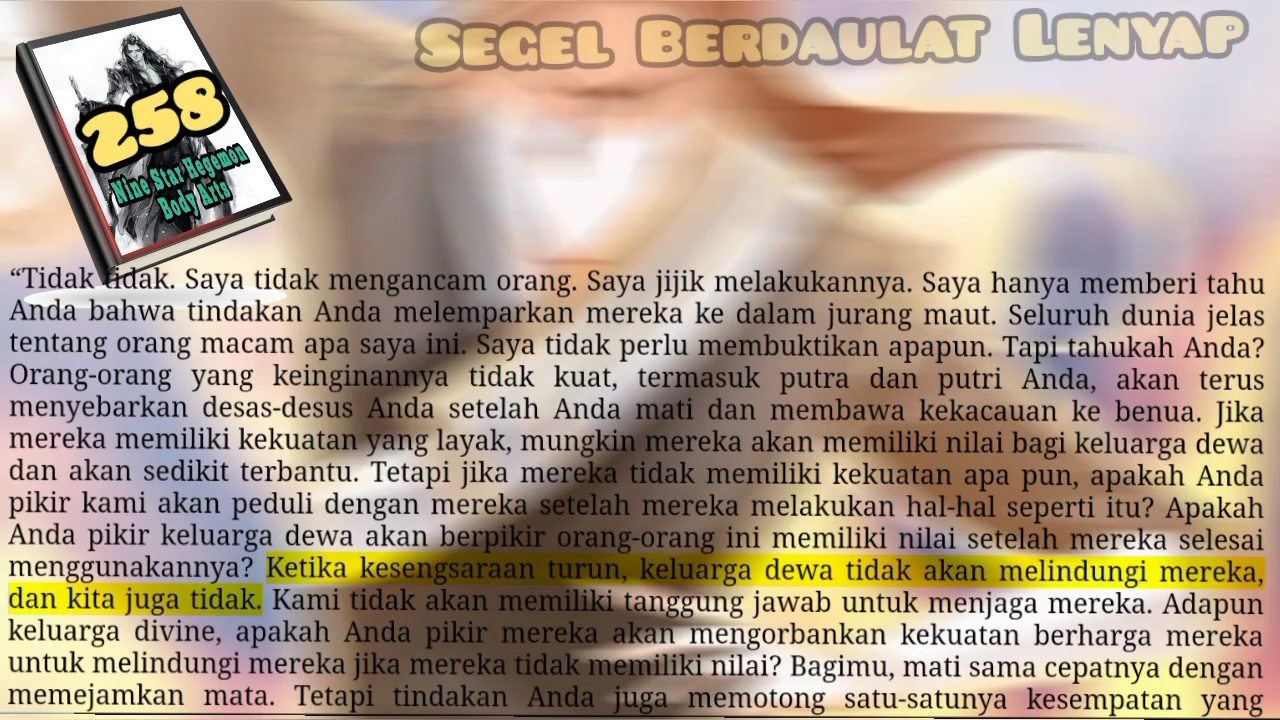 Segel Berdaulat Lenyap
258
Nine Star Hegemon
Body Arts
“Tidak tidak. Saya tidak mengancam orang. Saya jijik melakukannya. Saya hanya memberi tahu
Anda bahwa tindakan Anda melemparkan mereka ke dalam jurang maut. Seluruh dunia jelas
tentang orang macam apa saya ini. Saya tidak perlu membuktikan apapun. Tapi tahukah Anda?
Orang-orang yang keinginannya tidak kuat, termasuk putra dan putri Anda, akan terus
menyebarkan desas-desus Anda setelah Anda mati dan membawa kekacauan ke benua. Jika
mereka memiliki kekuatan yang layak, mungkin mereka akan memiliki nilai bagi keluarga dewa
dan akan sedikit terbantu. Tetapi jika mereka tidak memiliki kekuatan apa pun, apakah Anda
pikir kami akan peduli dengan mereka setelah mereka melakukan hal-hal seperti itu? Apakah
Anda pikir keluarga dewa akan berpikir orang-orang ini memiliki nilai setelah mereka selesai
menggunakannya? Ketika kesengsaraan turun, keluarga dewa tidak akan melindungi mereka,
dan kita juga tidak. Kami tidak akan memiliki tanggung jawab untuk menjaga mereka. Adapun
keluarga divine, apakah Anda pikir mereka akan mengorbankan kekuatan berharga mereka
untuk melindungi mereka jika mereka tidak memiliki nilai? Bagimu, mati sama cepatnya dengan
memejamkan mata. Tetapi tindakan Anda juga memotong satu-satunya kesempatan yang